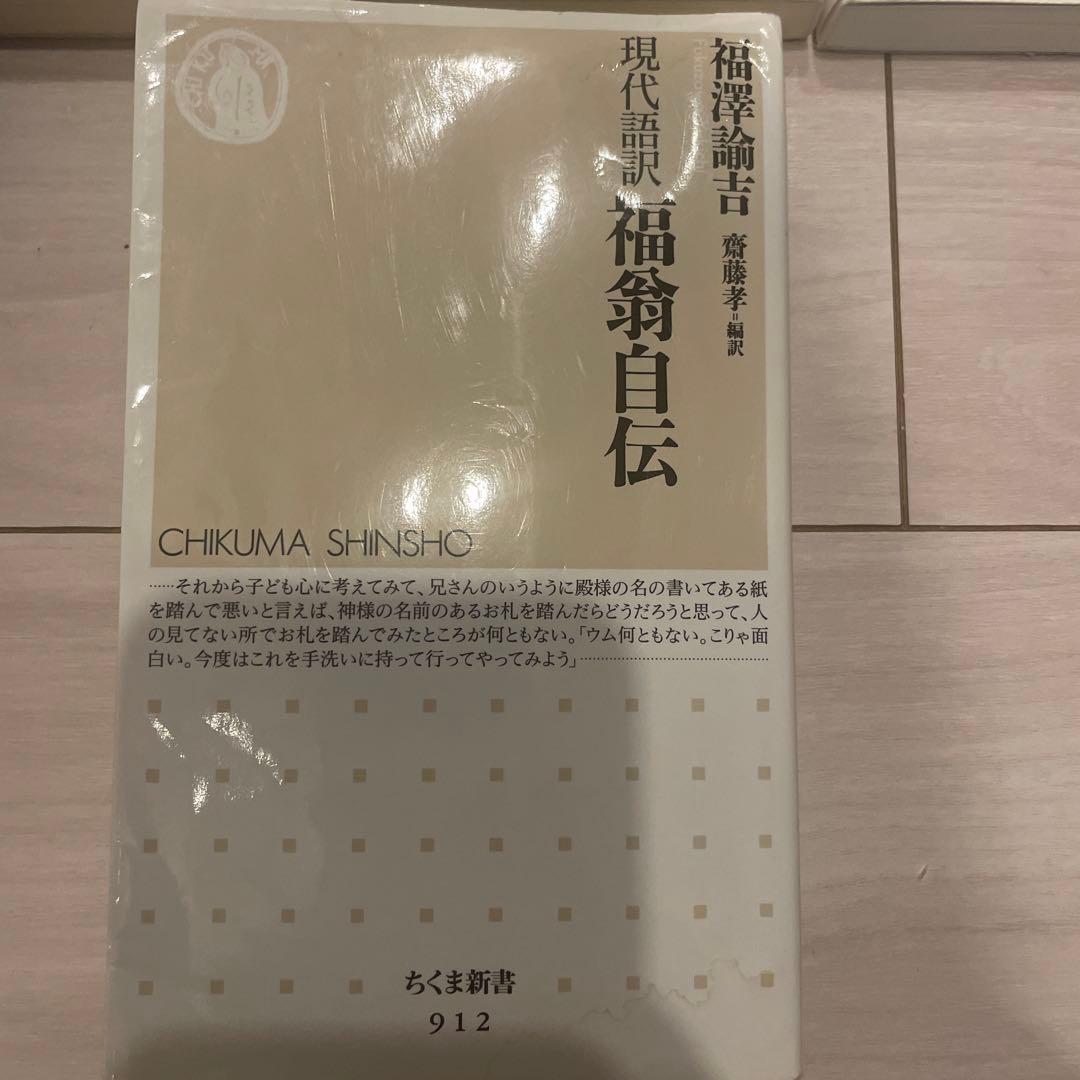 福澤諭吉 齋藤孝=編訳
現代語訳 福翁自伝
CHIKUMA SHINSHO
……それから子ども心に考えてみて、兄さんのいうように殿様の名の書いてある紙
を踏んで悪いと言えば、神様の名前のあるお札を踏んだらどうだろうと思って、人
の見てない所でお札を踏んでみたところが何ともない。「ウム何ともない。こりゃ面
白い。今度はこれを手洗いに持って行ってやってみよう」……
ちくま新書
912